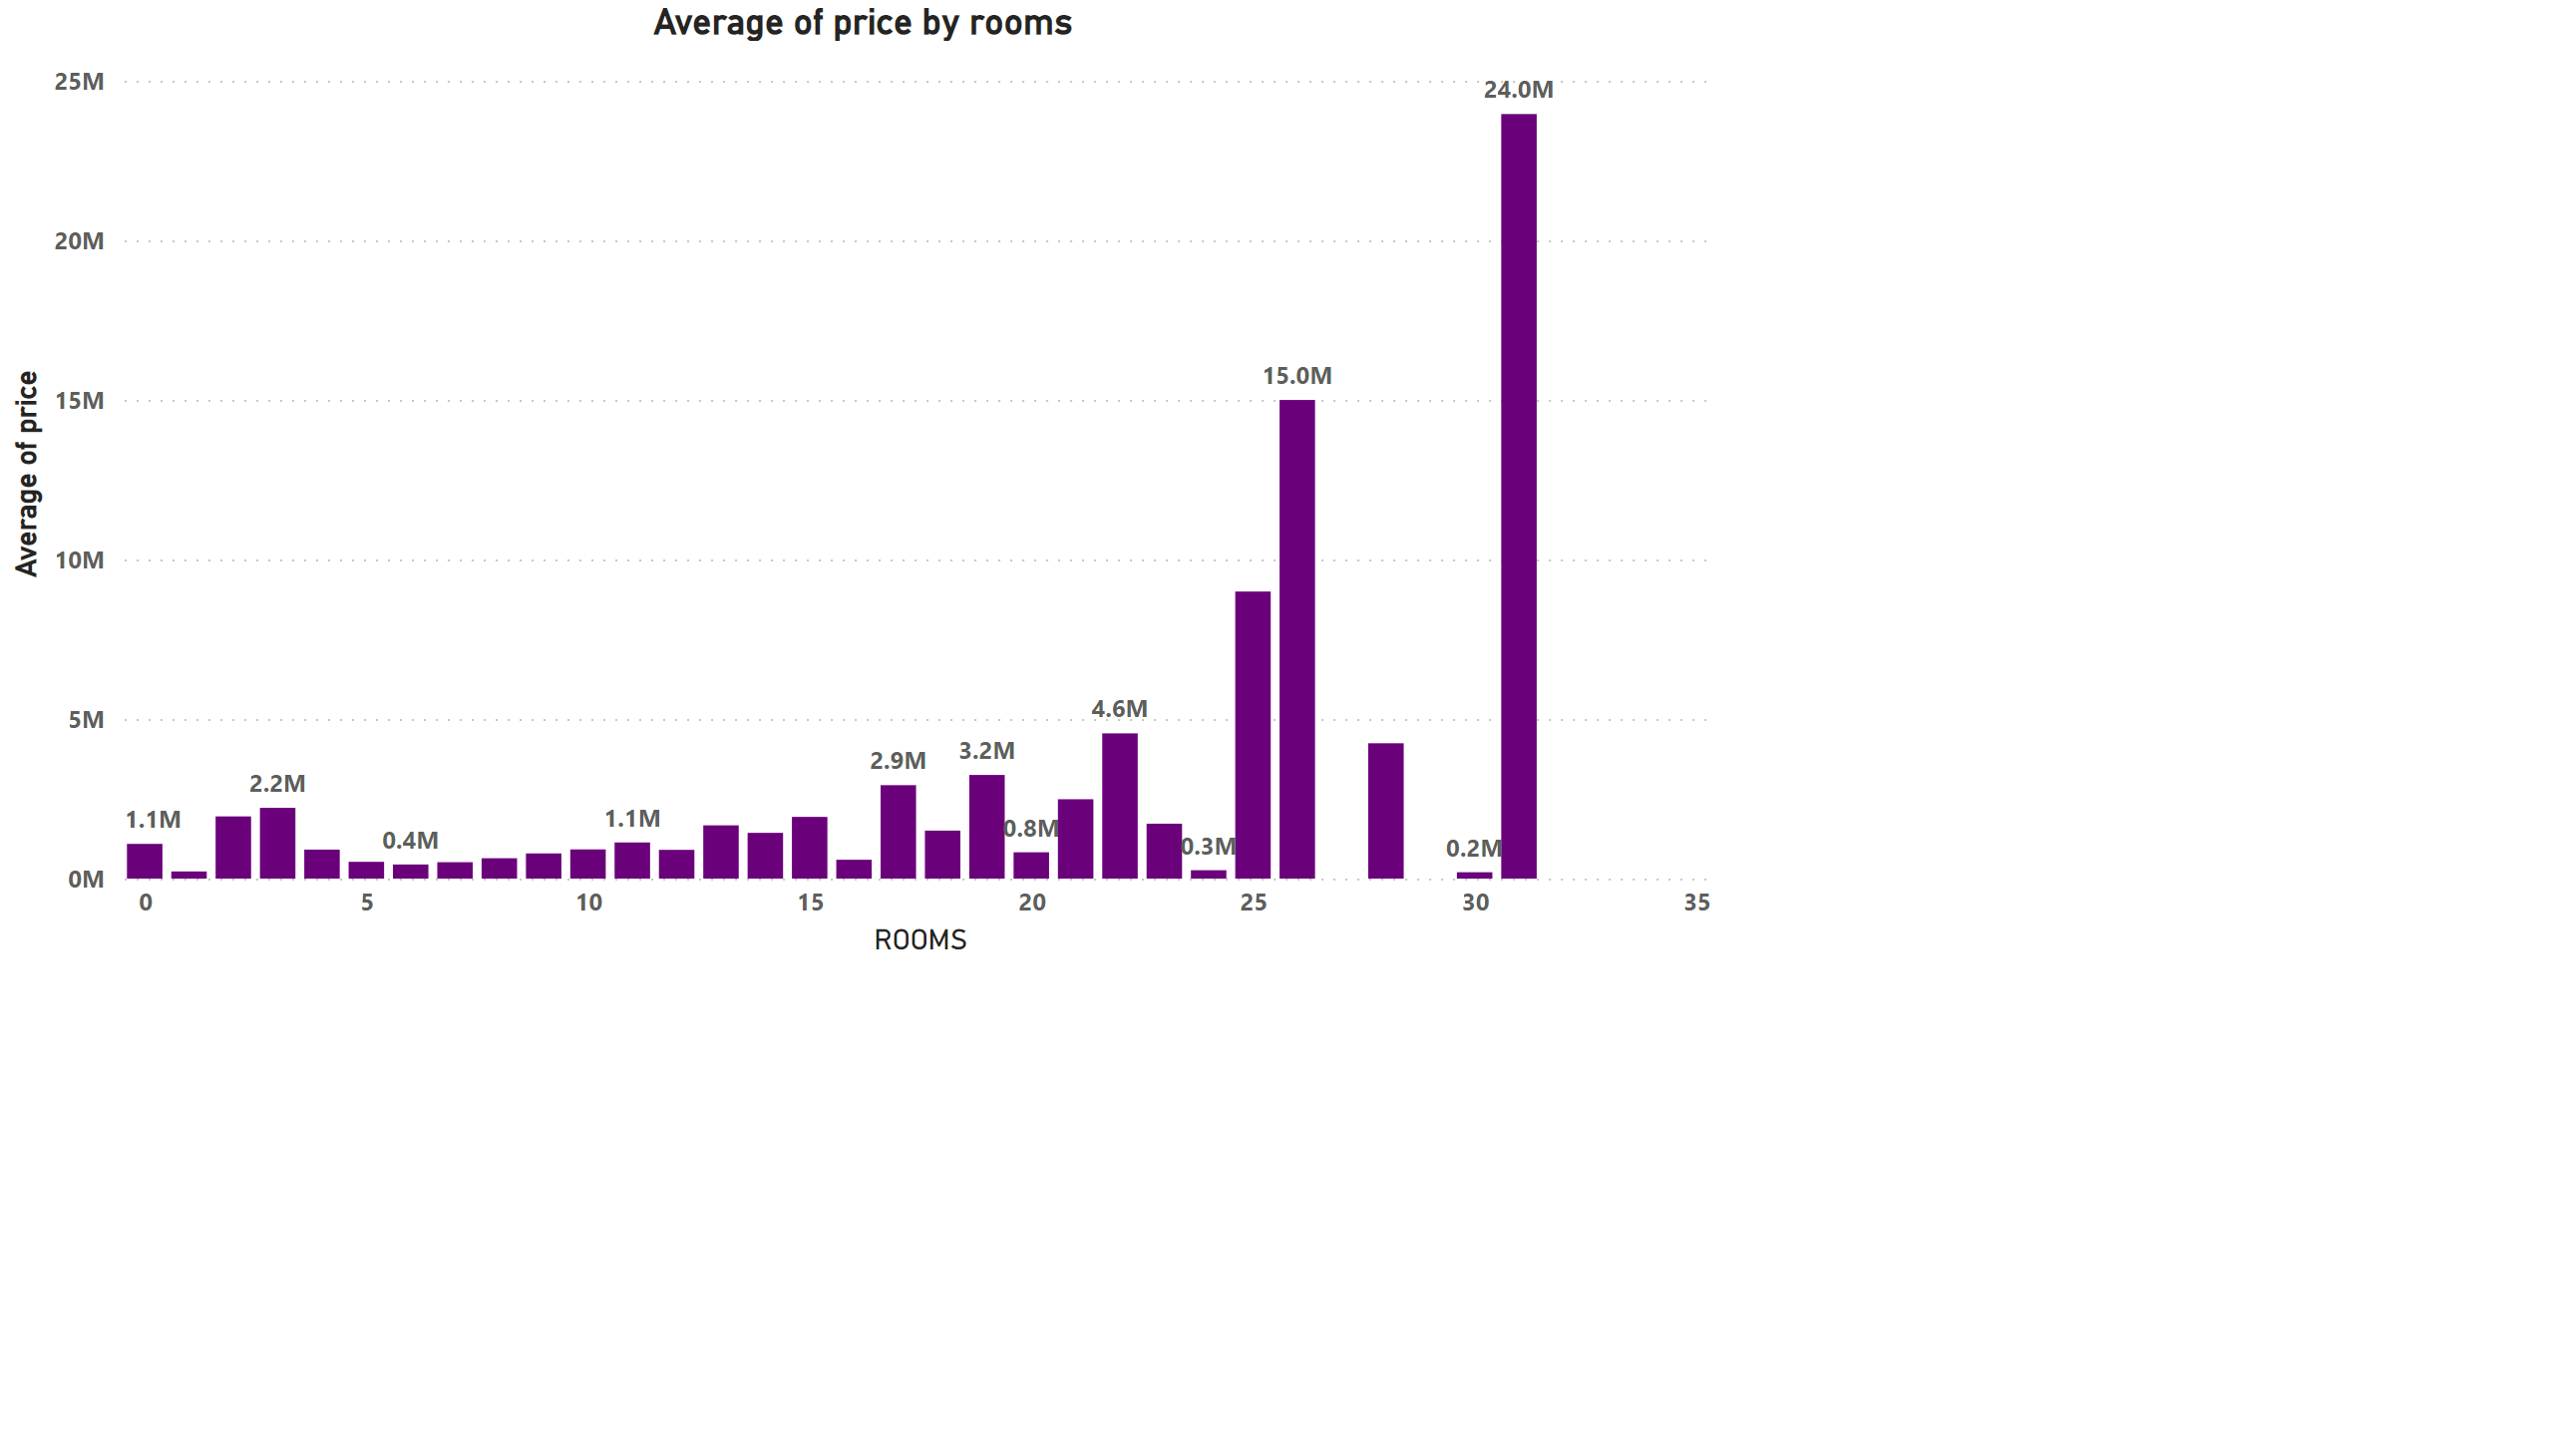 Average of price by rooms
25M
20M
15M
10M
5M
0M
Average of price
1.1M
2.2M
0.4M
1.1M
2.9M
3.2M
0.8M
4.6M
0.3M
15.0M
0.2M
24.0M
0 5 10 15 20 25 30 35
ROOMS